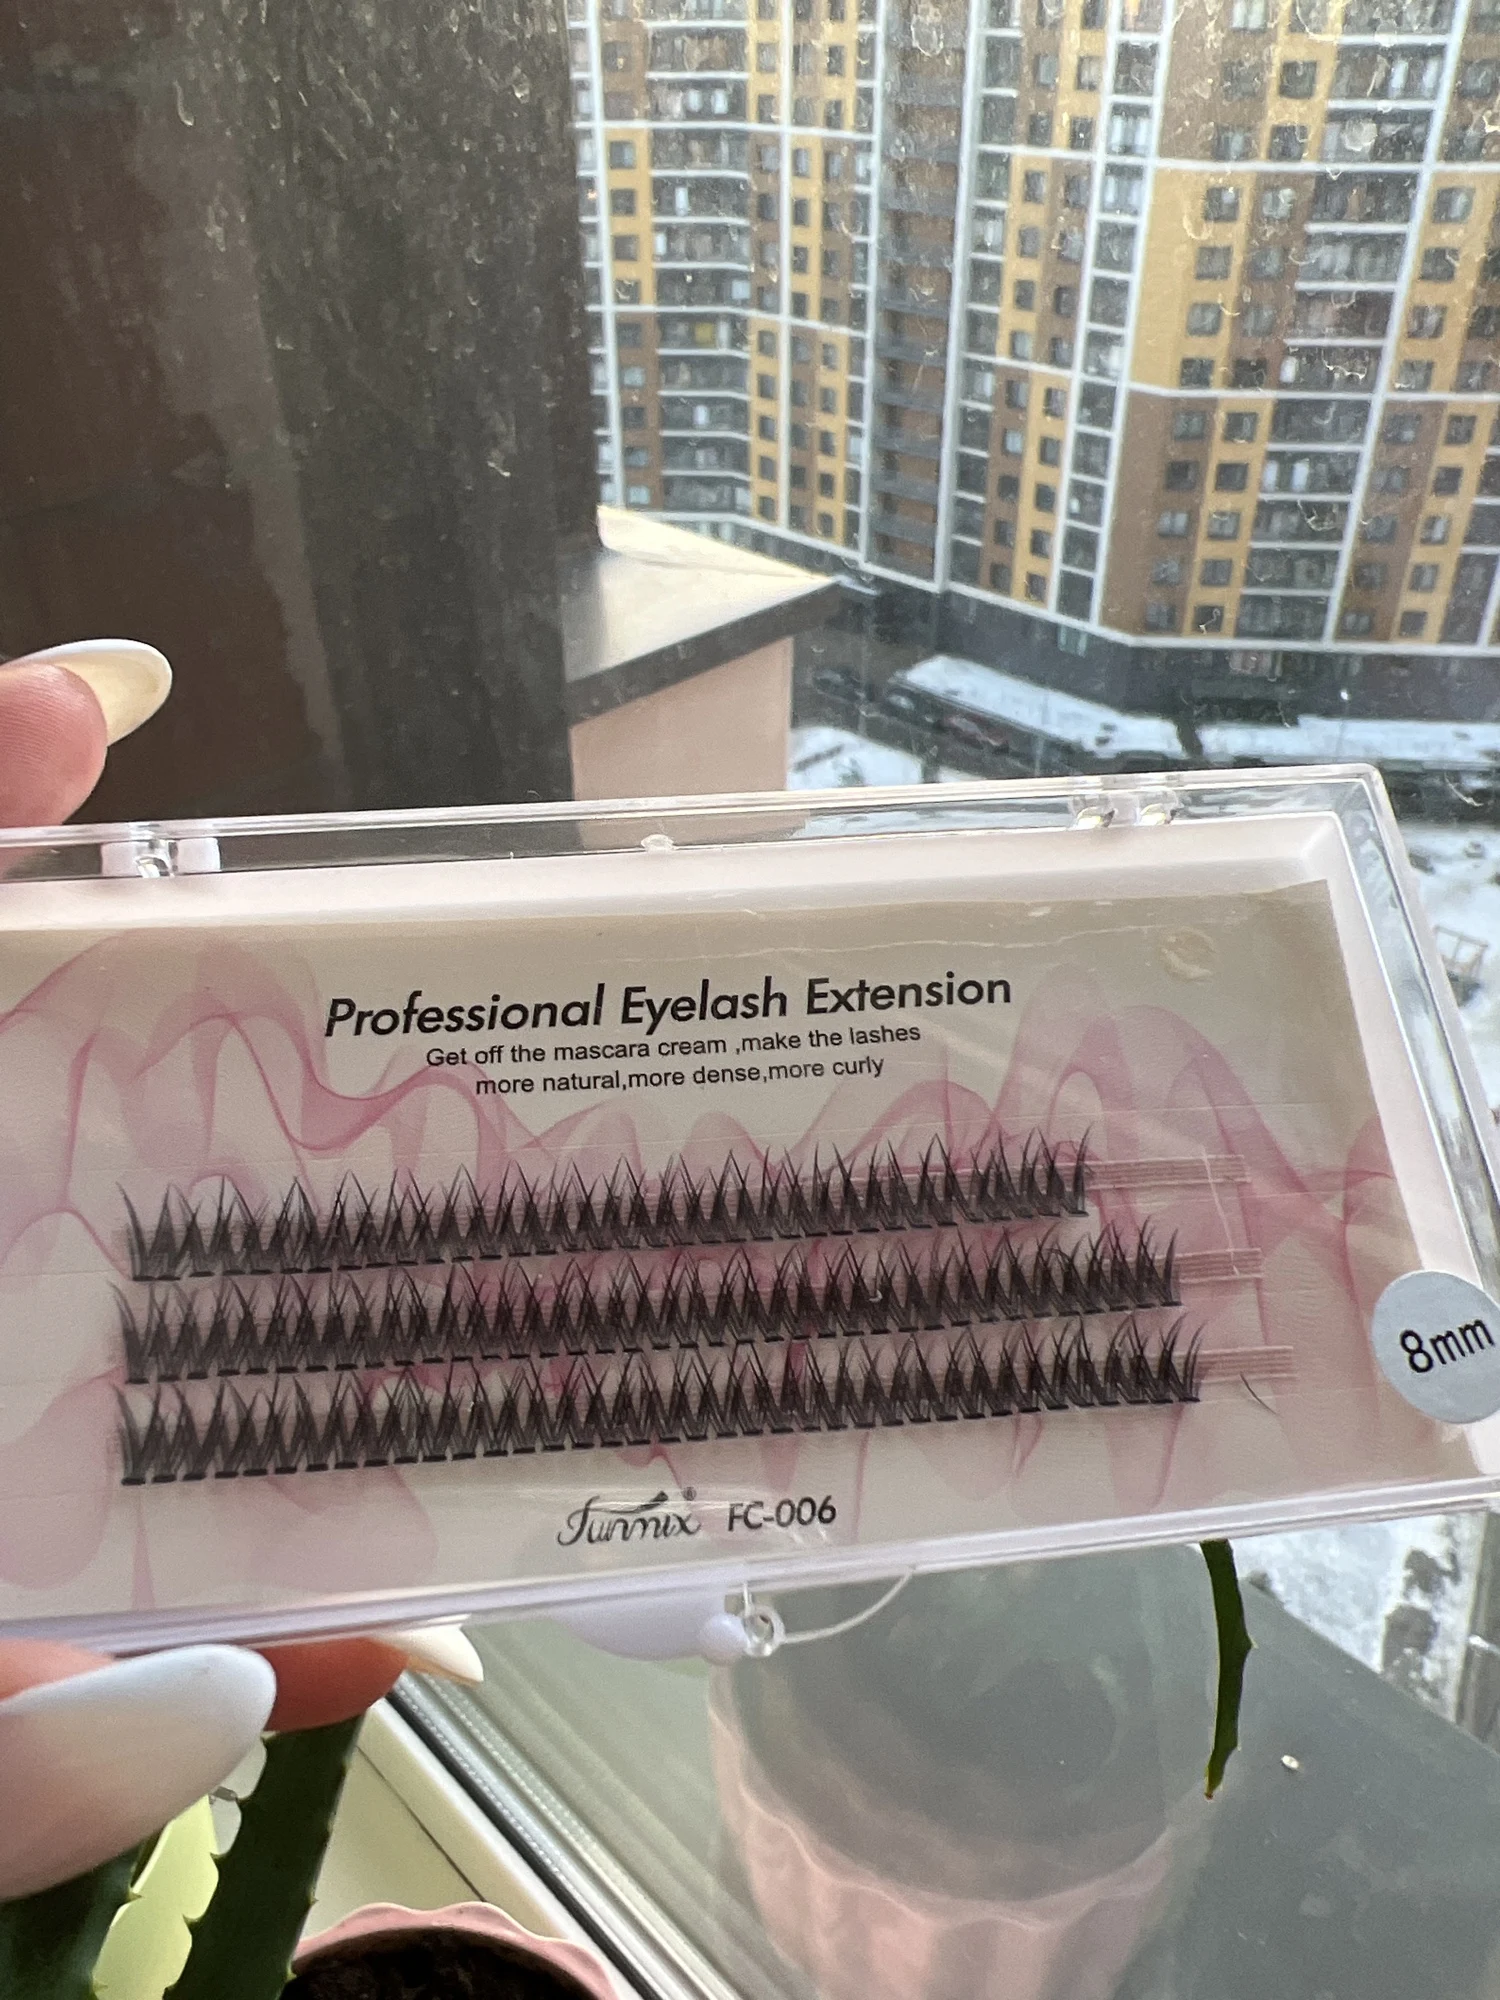 Professional Eyelash Extension
Get off the mascara cream ,make the lashes
more natural,more dense,more curly
8mm
Funmix® FC-006